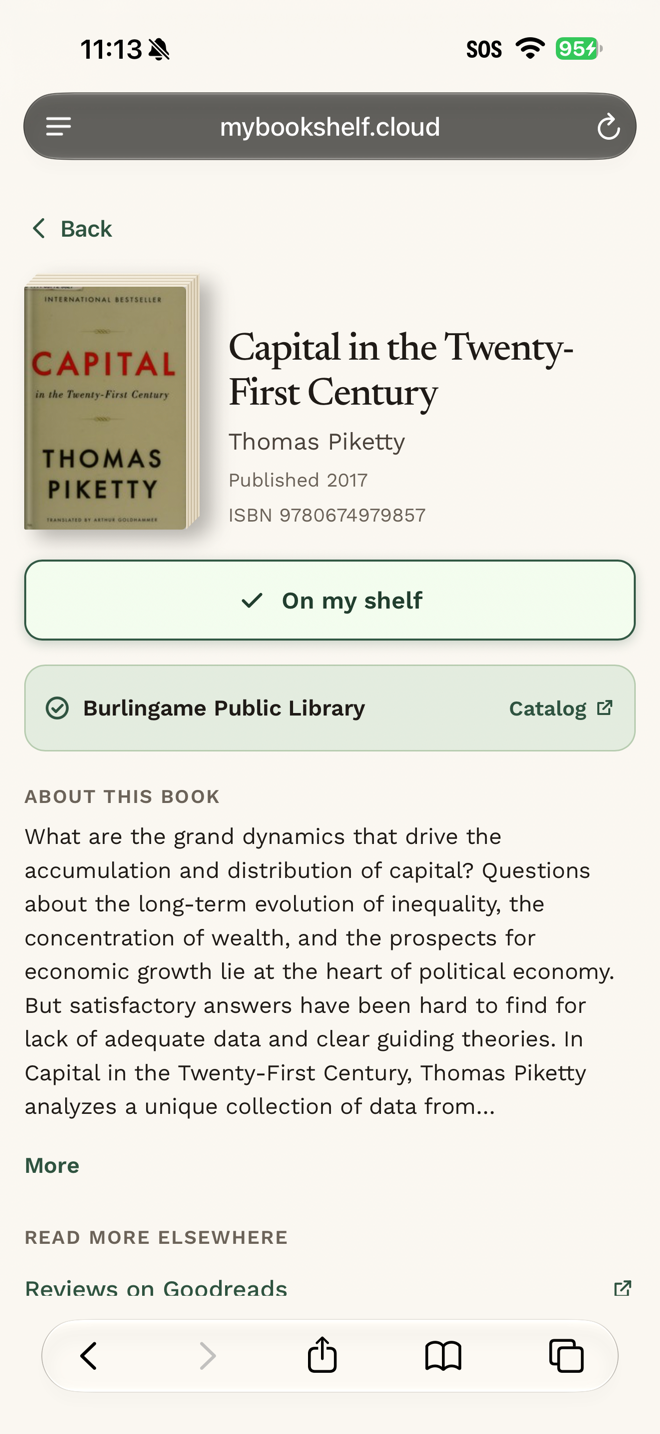 11:13
SOS
95
mybookshelf.cloud
Back
INTERNATIONAL BESTSELLER
CAPITAL
in the Twenty-First Century
THOMAS
PIKETTY
TRANSLATED BY ARTHUR GOLDHAMMER
Capital in the Twenty-
First Century
Thomas Piketty
Published 2017
ISBN 9780674979857
On my shelf
Burlingame Public Library
Catalog
ABOUT THIS BOOK
What are the grand dynamics that drive the
accumulation and distribution of capital? Questions
about the long-term evolution of inequality, the
concentration of wealth, and the prospects for
economic growth lie at the heart of political economy.
But satisfactory answers have been hard to find for
lack of adequate data and clear guiding theories. In
Capital in the Twenty-First Century, Thomas Piketty
analyzes a unique collection of data from...
More
READ MORE ELSEWHERE
Reviews on Goodreads